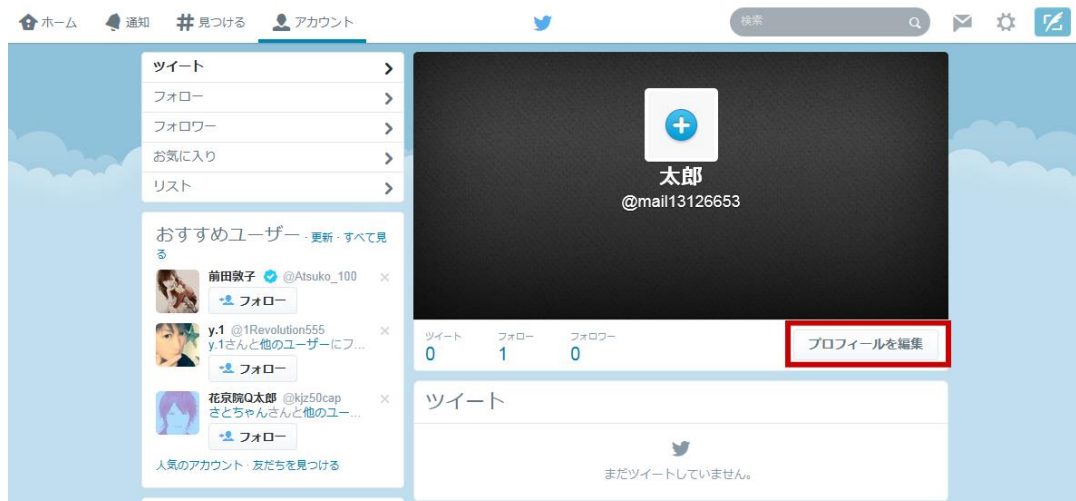 ホーム 通知 見つける アカウント 検索
ツイート
フォロー
フォロワー
お気に入り
リスト
おすすめユーザー · 更新 · すべて見
る
前田敦子 @Atsuko_100
フォロー
y.1 @1Revolution555
y.1さんと他のユーザーにフ...
フォロー
花京院Q太郎 @kjz50cap
さとちゃんさんと他のユー...
フォロー
人気のアカウント · 友だちを見つける
太郎
@mail13126653
ツイート フォロー フォロワー
0 1 0
プロフィールを編集
ツイート
まだツイートしていません。